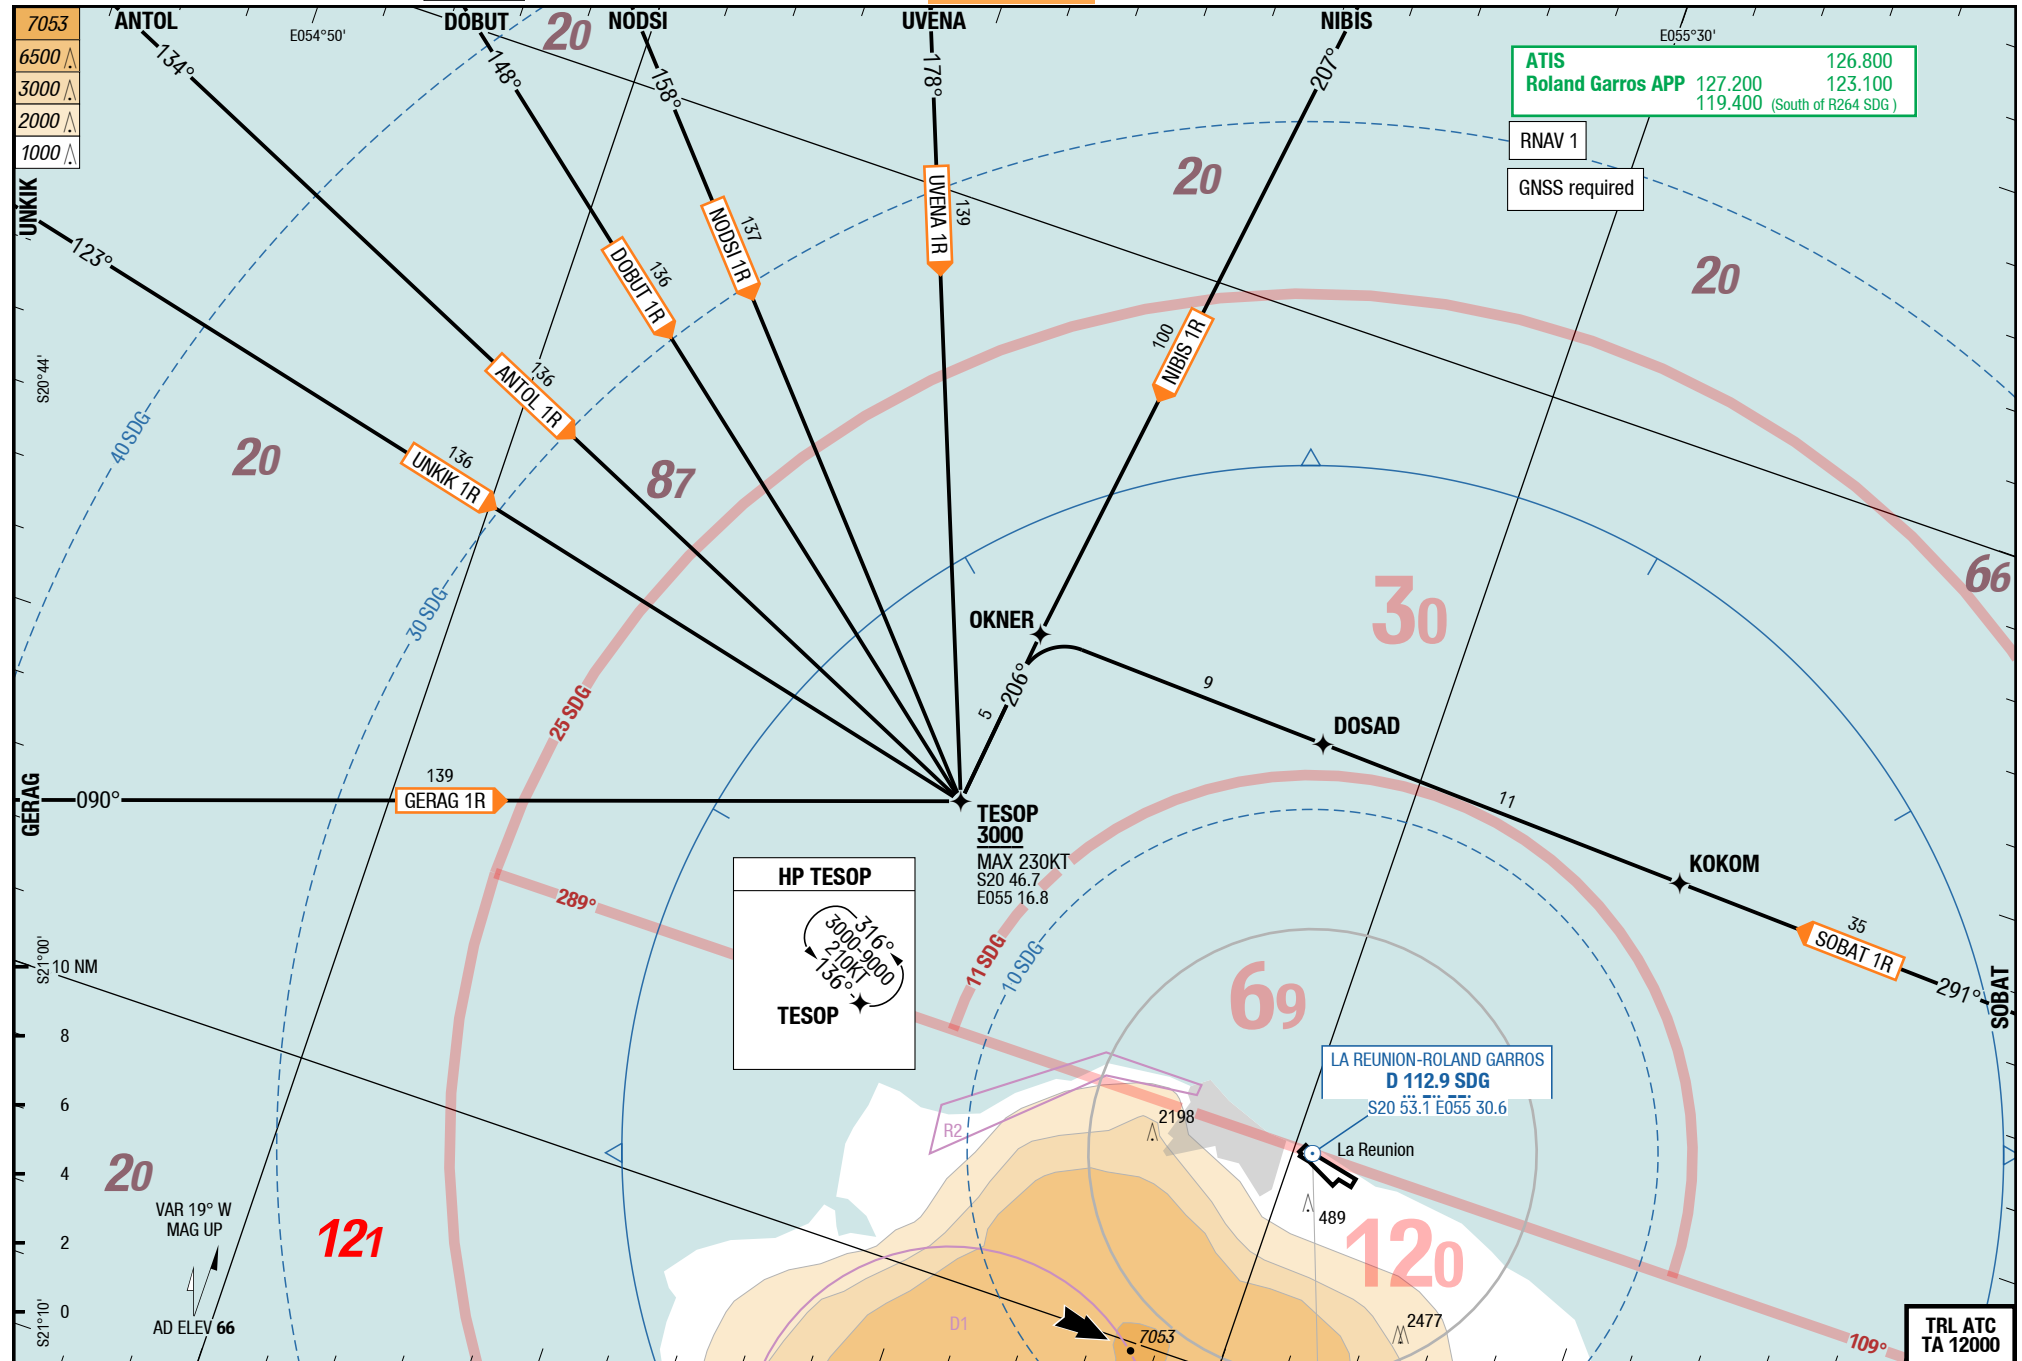 7053
6500
3000
2000
1000
ANTOL
E054°50'
DOBUT
20
NODSI
UVENA
NIBIS
E055°30'
134°
148°
158°
178°
207°
ATIS 126.800
Roland Garros APP 127.200 123.100
119.400 (South of R264 SDG )
RNAV 1
GNSS required
UNKIK
123°
20
20
UVENA 1R
139
NODSI 1R
137
DOBUT 1R
136
NIBIS 1R
100
S20°44'
ANTOL 1R
136
40 SDG
20
UNKIK 1R
136
87
66
30
30 SDG
OKNER
206°
5
9
DOSAD
25 SDG
GERAG
090°
139
GERAG 1R
TESOP
3000
MAX 230KT
S20 46.7
E055 16.8
11
KOKOM
35
SOBAT 1R
291°
SOBAT
289°
HP TESOP
316°
3000-9000
210KT
136°
TESOP
11 SDG
10 SDG
S21°00'
10 NM
8
6
4
2
0
69
LA REUNION-ROLAND GARROS
D 112.9 SDG
S20 53.1 E055 30.6
La Reunion
R2
2198
489
20
VAR 19° W
MAG UP
121
120
AD ELEV 66
S21°10'
D1
7053
2477
109°
TRL ATC
TA 12000